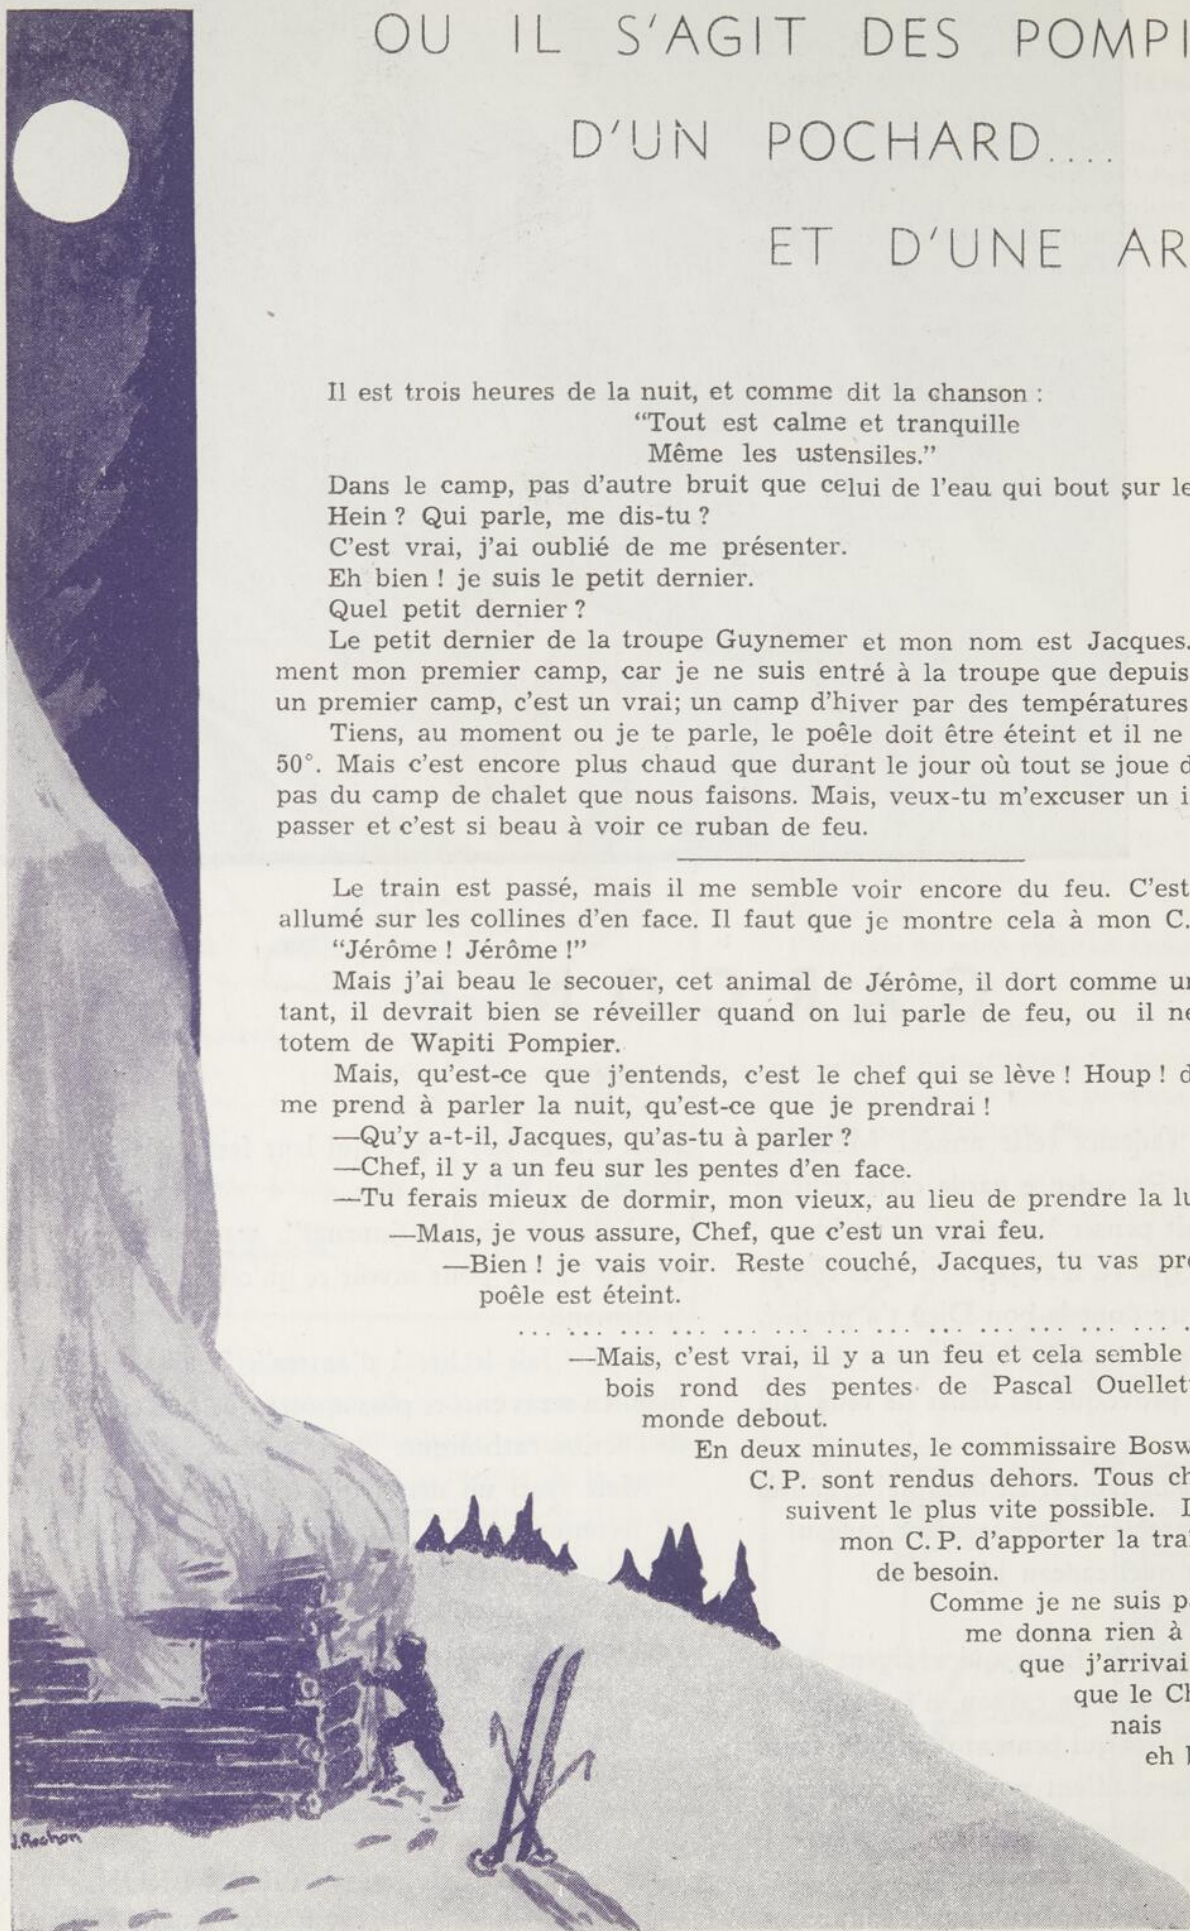 OU IL S'AGIT DES POMPI
D'UN POCHARD....
ET D'UNE AR
Il est trois heures de la nuit, et comme dit la chanson :
“Tout est calme et tranquille
Même les ustensiles.”
Dans le camp, pas d'autre bruit que celui de l'eau qui bout sur le
Hein ? Qui parle, me dis-tu ?
C'est vrai, j'ai oublié de me présenter.
Eh bien ! je suis le petit dernier.
Quel petit dernier ?
Le petit dernier de la troupe Guynemer et mon nom est Jacques.
ment mon premier camp, car je ne suis entré à la troupe que depuis
un premier camp, c'est un vrai; un camp d'hiver par des températures
Tiens, au moment ou je te parle, le poêle doit être éteint et il ne
50°. Mais c'est encore plus chaud que durant le jour où tout se joue d
pas du camp de chalet que nous faisons. Mais, veux-tu m'excuser un i
passer et c'est si beau à voir ce ruban de feu.
Le train est passé, mais il me semble voir encore du feu. C'est
allumé sur les collines d'en face. Il faut que je montre cela à mon C.
“Jérôme ! Jérôme !”
Mais j'ai beau le secouer, cet animal de Jérôme, il dort comme un
tant, il devrait bien se réveiller quand on lui parle de feu, ou il ne
totem de Wapiti Pompier.
Mais, qu'est-ce que j'entends, c'est le chef qui se lève ! Houp ! d
me prend à parler la nuit, qu'est-ce que je prendrai !
—Qu'y a-t-il, Jacques, qu'as-tu à parler ?
—Chef, il y a un feu sur les pentes d'en face.
—Tu ferais mieux de dormir, mon vieux, au lieu de prendre la lu
—Mais, je vous assure, Chef, que c'est un vrai feu.
—Bien ! je vais voir. Reste couché, Jacques, tu vas pre
poêle est éteint.
... ... ... ... ... ... ... ... ... ... ... ... ... ...
—Mais, c'est vrai, il y a un feu et cela semble
bois rond des pentes de Pascal Ouellet
monde debout.
En deux minutes, le commissaire Bosw
C. P. sont rendus dehors. Tous ch
suivent le plus vite possible.
mon C. P. d'apporter la tra
de besoin.
Comme je ne suis p
me donna rien à
que j'arrivai
que le Ch
nais
eh
J. Rochon